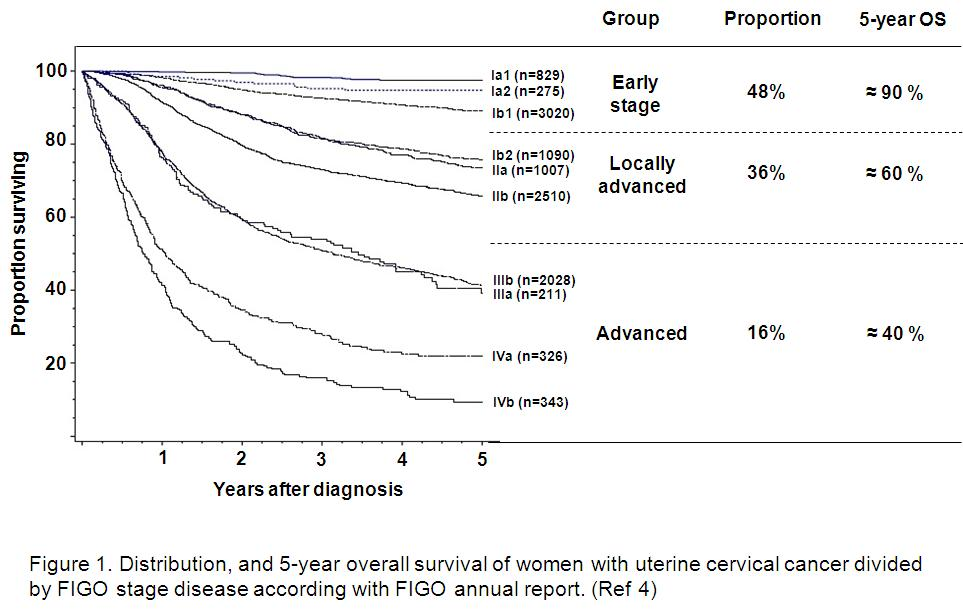 Group Proportion 5-year OS
100
80
60
40
20
Proportion surviving
1 2 3 4 5
Years after diagnosis
Ia1 (n=829)
Ia2 (n=275)
Ib1 (n=3020)
Ib2 (n=1090)
IIa (n=1007)
IIb (n=2510)
IIIb (n=2028)
IIIa (n=211)
IVa (n=326)
IVb (n=343)
Early
stage
48%
≈ 90 %
Locally
advanced
36%
≈ 60 %
Advanced
16%
≈ 40 %
Figure 1. Distribution, and 5-year overall survival of women with uterine cervical cancer divided
by FIGO stage disease according with FIGO annual report. (Ref 4)